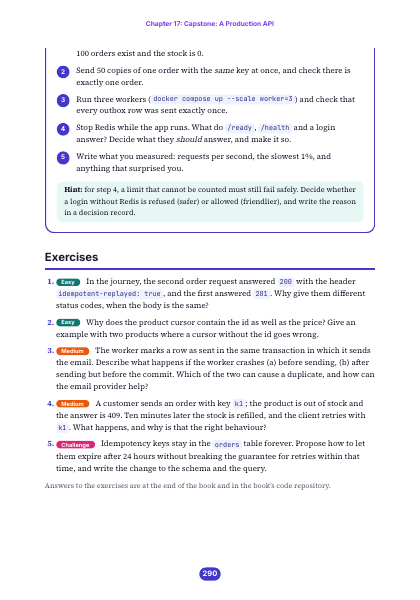 Chapter 17: Capstone: A Production API
100 orders exist and the stock is 0.
2 Send 50 copies of one order with the same key at once, and check there is
exactly one order.
3 Run three workers ( docker compose up --scale worker=3 ) and check that
every outbox row was sent exactly once.
4 Stop Redis while the app runs. What do /ready , /health and a login
answer? Decide what they should answer, and make it so.
5 Write what you measured: requests per second, the slowest 1%, and
anything that surprised you.
Hint: for step 4, a limit that cannot be counted must still fail safely. Decide whether
a login without Redis is refused (safer) or allowed (friendlier), and write the reason
in a decision record.
Exercises
1. Easy In the journey, the second order request answered 200 with the header
idempotent-replayed: true , and the first answered 201 . Why give them different
status codes, when the body is the same?
2. Easy Why does the product cursor contain the id as well as the price? Give an
example with two products where a cursor without the id goes wrong.
3. Medium The worker marks a row as sent in the same transaction in which it sends
the email. Describe what happens if the worker crashes (a) before sending, (b) after
sending but before the commit. Which of the two can cause a duplicate, and how can
the email provider help?
4. Medium A customer sends an order with key k1 ; the product is out of stock and
the answer is 409. Ten minutes later the stock is refilled, and the client retries with
k1 . What happens, and why is that the right behaviour?
5. Challenge Idempotency keys stay in the orders table forever. Propose how to let
them expire after 24 hours without breaking the guarantee for retries within that
time, and write the change to the schema and the query.
Answers to the exercises are at the end of the book and in the book's code repository.
290